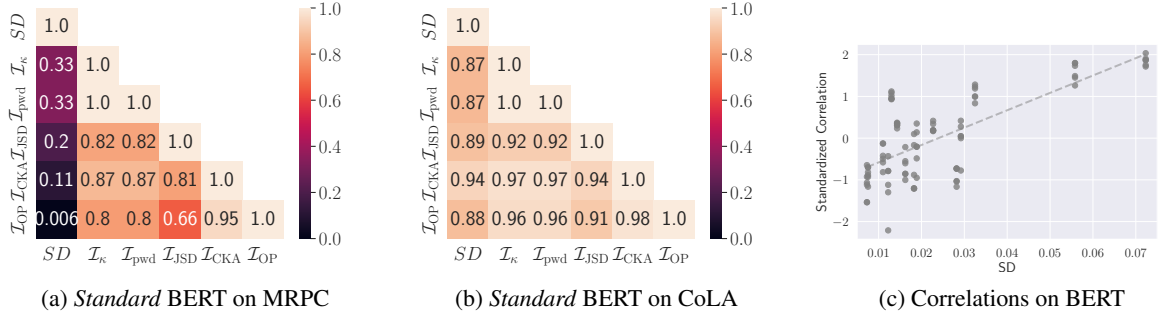 SD
1.0
I_κ
0.33 1.0
I_pwd
0.33 1.0 1.0
I_JSD
0.2 0.82 0.82 1.0
I_CKA
0.11 0.87 0.87 0.81 1.0
I_OP
0.006 0.8 0.8 0.66 0.95 1.0
SD I_κ I_pwd I_JSD I_CKA I_OP
1.0
0.8
0.6
0.4
0.2
0.0
(a) Standard BERT on MRPC
SD
1.0
I_κ
0.87 1.0
I_pwd
0.87 1.0 1.0
I_JSD
0.89 0.92 0.92 1.0
I_CKA
0.94 0.97 0.97 0.94 1.0
I_OP
0.88 0.96 0.96 0.91 0.98 1.0
SD I_κ I_pwd I_JSD I_CKA I_OP
1.0
0.8
0.6
0.4
0.2
0.0
(b) Standard BERT on CoLA
Standardized Correlation
2
1
0
−1
−2
0.01 0.02 0.03 0.04 0.05 0.06 0.07
SD
(c) Correlations on BERT